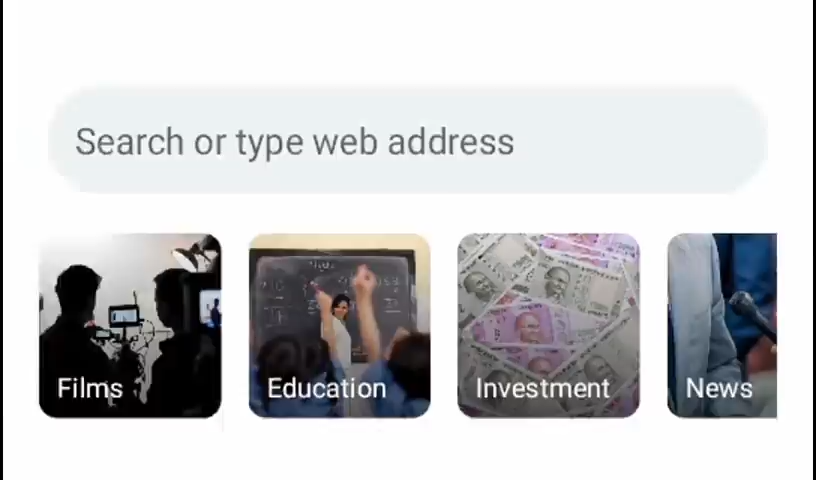 Search or type web address
Films
Education
Investment
News